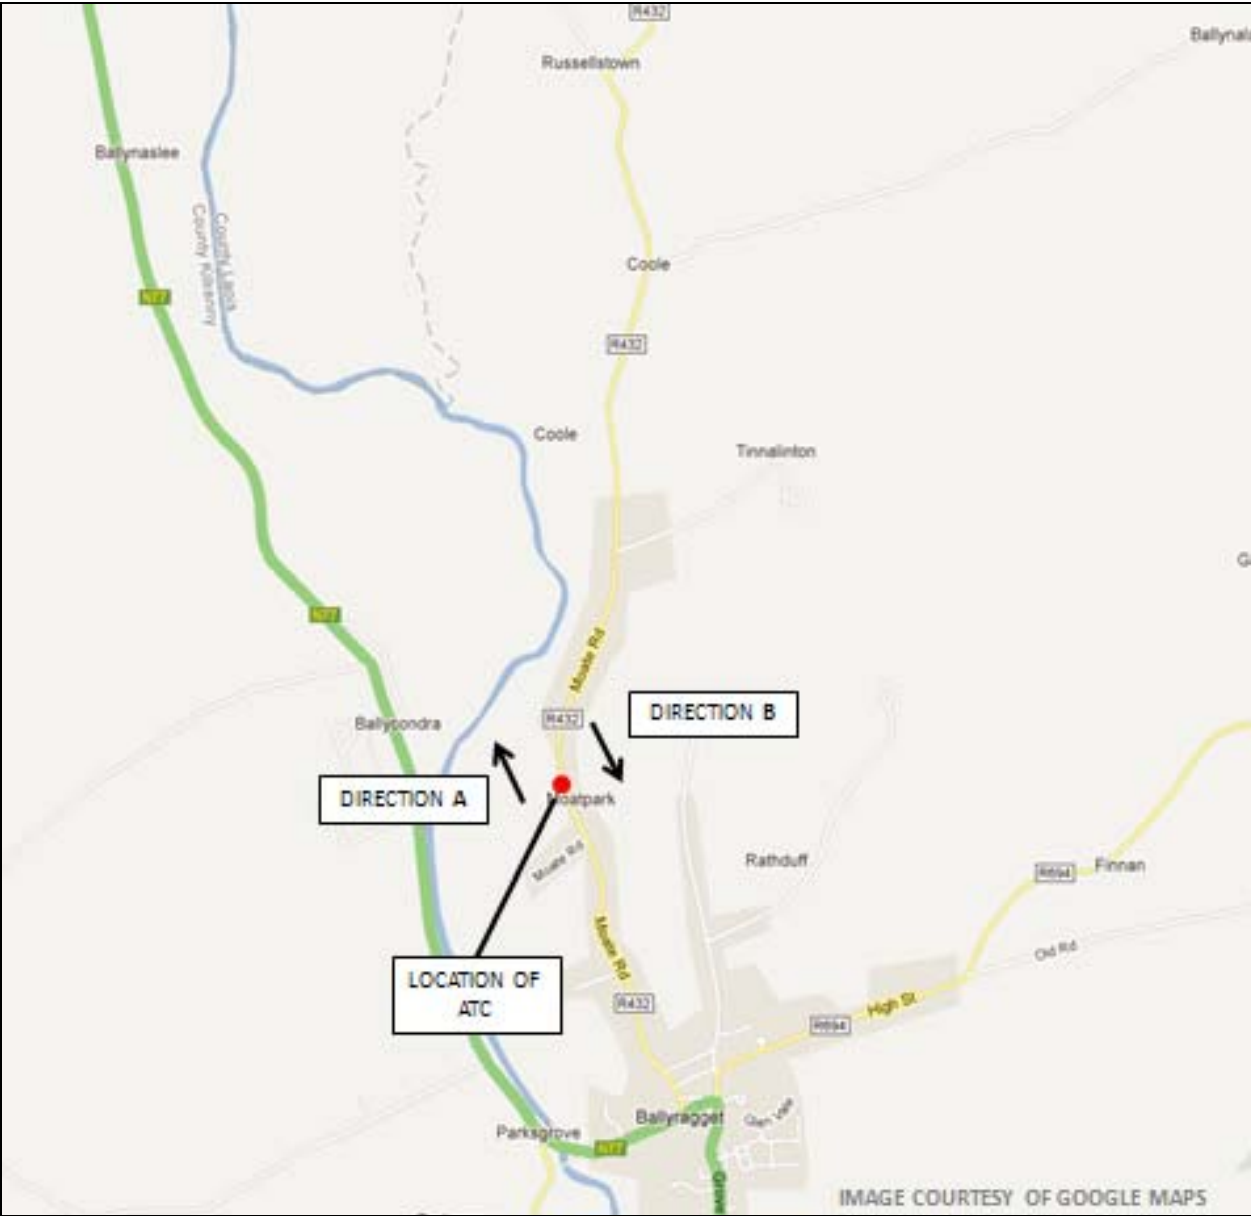 R432
Russellstown
Ballynaslee
County Laois
County Kilkenny
N77
Coole
R432
Coole
Tinnalinton
N77
Moate Rd
R432
DIRECTION B
Ballycondra
DIRECTION A
Moatpark
Moate Rd
Rathduff
Finnan
R694
Moate Rd
Old Rd
LOCATION OF
ATC
R432
High St
R694
Ballyragget
Glen Vale
Parksgrove
N77
Grove
IMAGE COURTESY OF GOOGLE MAPS